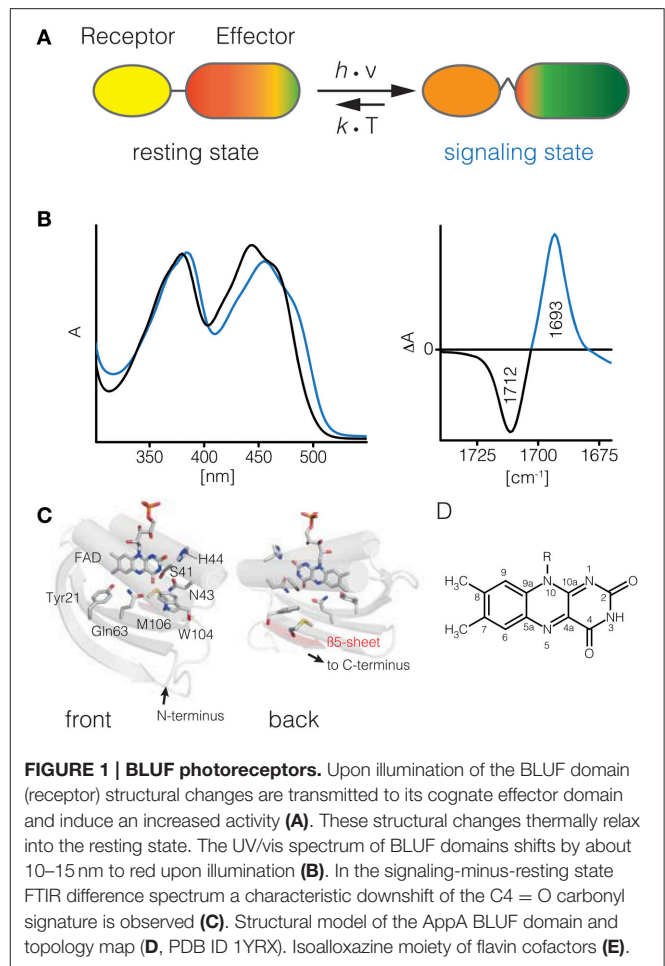 A
Receptor Effector
h · ν
k · T
resting state signaling state
B
A
350 400 450 500
[nm]
ΔA
0
1712
1693
1725 1700 1675
[cm⁻¹]
C
FAD
H44
S41
Tyr21
N43
Gln63
M106
W104
N-terminus
front
ß5-sheet
to C-terminus
back
D
R
H₃C
H₃C
9
9a
N
10
10a
N
1
2
O
8
7
6
5a
N
5
4a
4
NH
3
O
FIGURE 1 | BLUF photoreceptors. Upon illumination of the BLUF domain
(receptor) structural changes are transmitted to its cognate effector domain
and induce an increased activity (A). These structural changes thermally relax
into the resting state. The UV/vis spectrum of BLUF domains shifts by about
10–15 nm to red upon illumination (B). In the signaling-minus-resting state
FTIR difference spectrum a characteristic downshift of the C4 = O carbonyl
signature is observed (C). Structural model of the AppA BLUF domain and
topology map (D, PDB ID 1YRX). Isoalloxazine moiety of flavin cofactors (E).